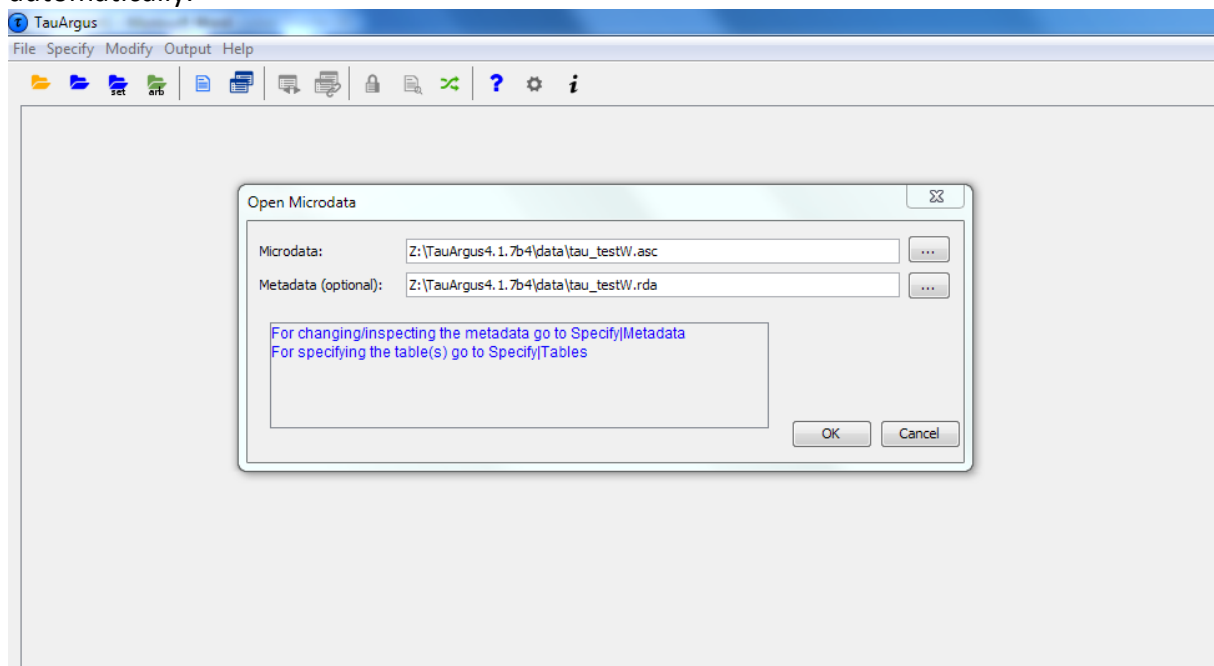 automatically.
τ TauArgus
File Specify Modify Output Help
set arb ? i
Open Microdata
Microdata: Z:\TauArgus4.1.7b4\data\tau_testW.asc ...
Metadata (optional): Z:\TauArgus4.1.7b4\data\tau_testW.rda ...
For changing/inspecting the metadata go to Specify|Metadata
For specifying the table(s) go to Specify|Tables
OK Cancel